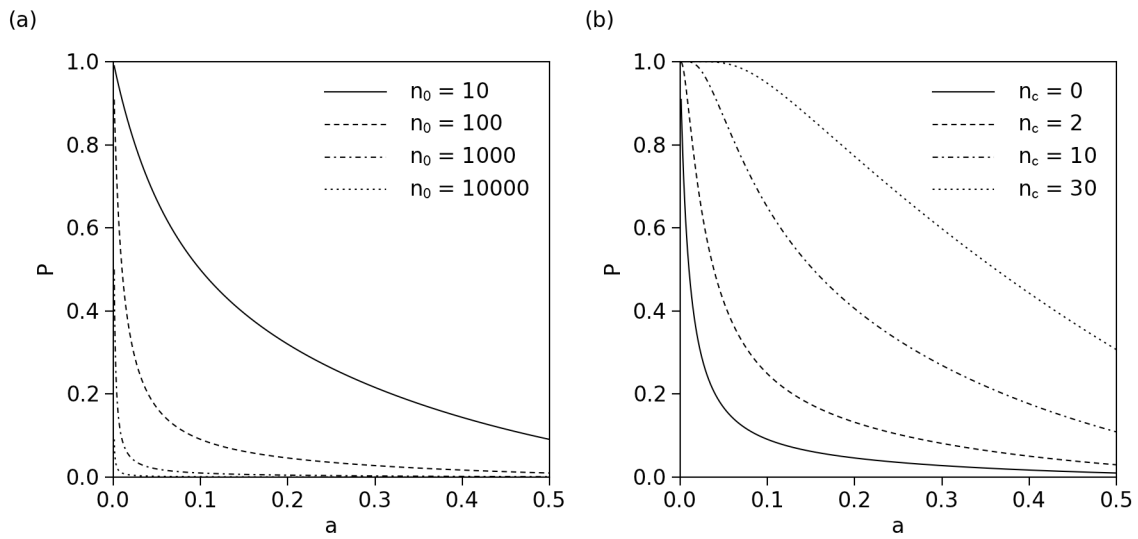 (a)
1.0
0.8
0.6
0.4
0.2
0.0
P
n₀ = 10
n₀ = 100
n₀ = 1000
n₀ = 10000
0.0 0.1 0.2 0.3 0.4 0.5
a
(b)
1.0
0.8
0.6
0.4
0.2
0.0
P
n꜀ = 0
n꜀ = 2
n꜀ = 10
n꜀ = 30
0.0 0.1 0.2 0.3 0.4 0.5
a